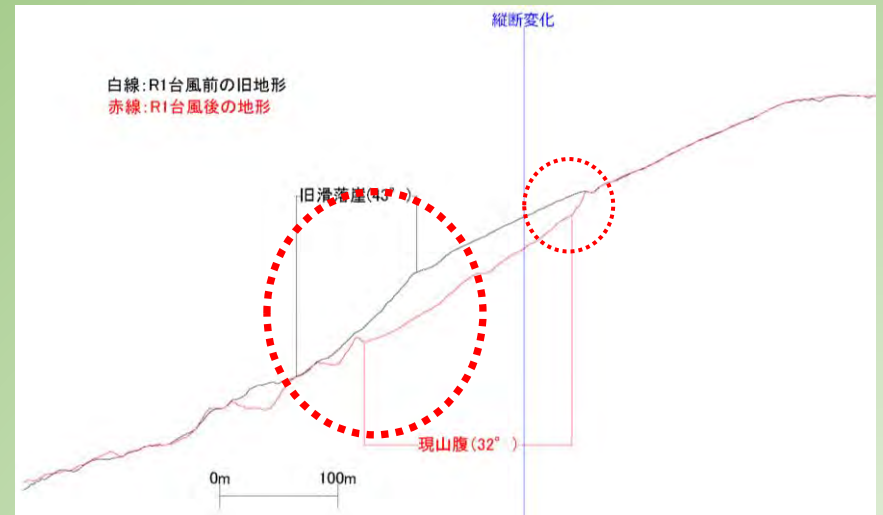 縦断変化
白線:R1台風前の旧地形
赤線:R1台風後の地形
旧滑落崖(43°)
現山腹(32°)
0m 100m